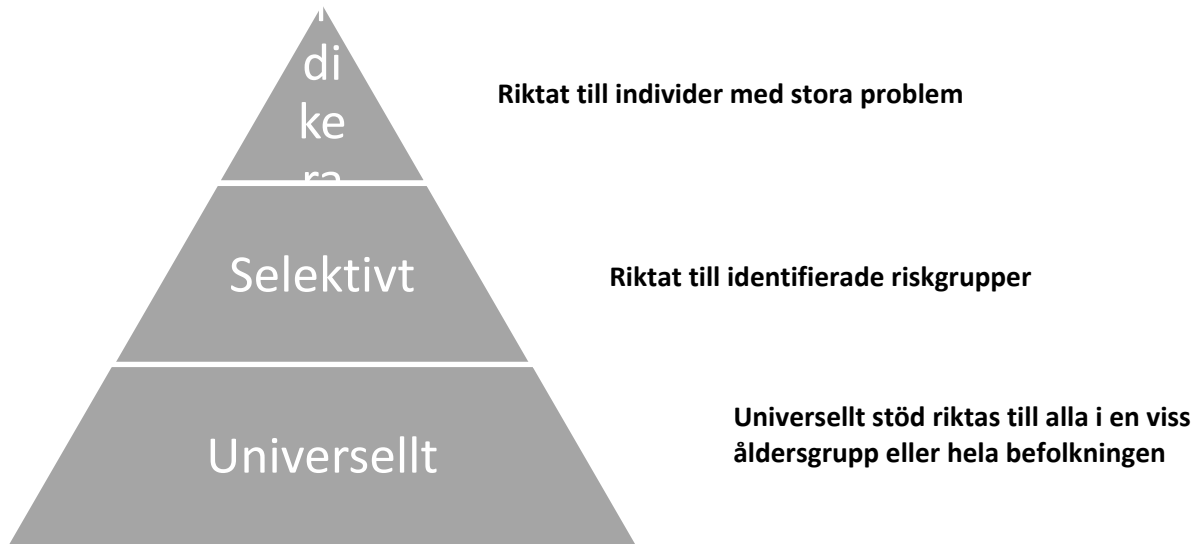 di
ke
Riktat till individer med stora problem
Selektivt
Riktat till identifierade riskgrupper
Universellt
Universellt stöd riktas till alla i en viss
åldersgrupp eller hela befolkningen